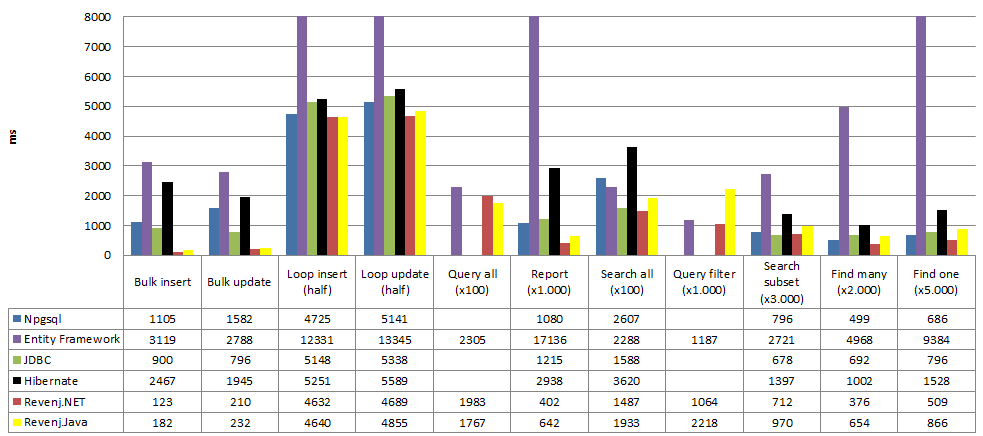 8000
7000
6000
5000
4000
3000
2000
1000
0
ms
Bulk insert Bulk update Loop insert (half) Loop update (half) Query all (x100) Report (x1.000) Search all (x100) Query filter (x1.000) Search subset (x3.000) Find many (x2.000) Find one (x5.000)
Npgsql 1105 1582 4725 5141 1080 2607 796 499 686
Entity Framework 3119 2788 12331 13345 2305 17136 2288 1187 2721 4968 9384
JDBC 900 796 5148 5338 1215 1588 678 692 796
Hibernate 2467 1945 5251 5589 2938 3620 1397 1002 1528
Revenj.NET 123 210 4632 4689 1983 402 1487 1064 712 376 509
Revenj.Java 182 232 4640 4855 1767 642 1933 2218 970 654 866